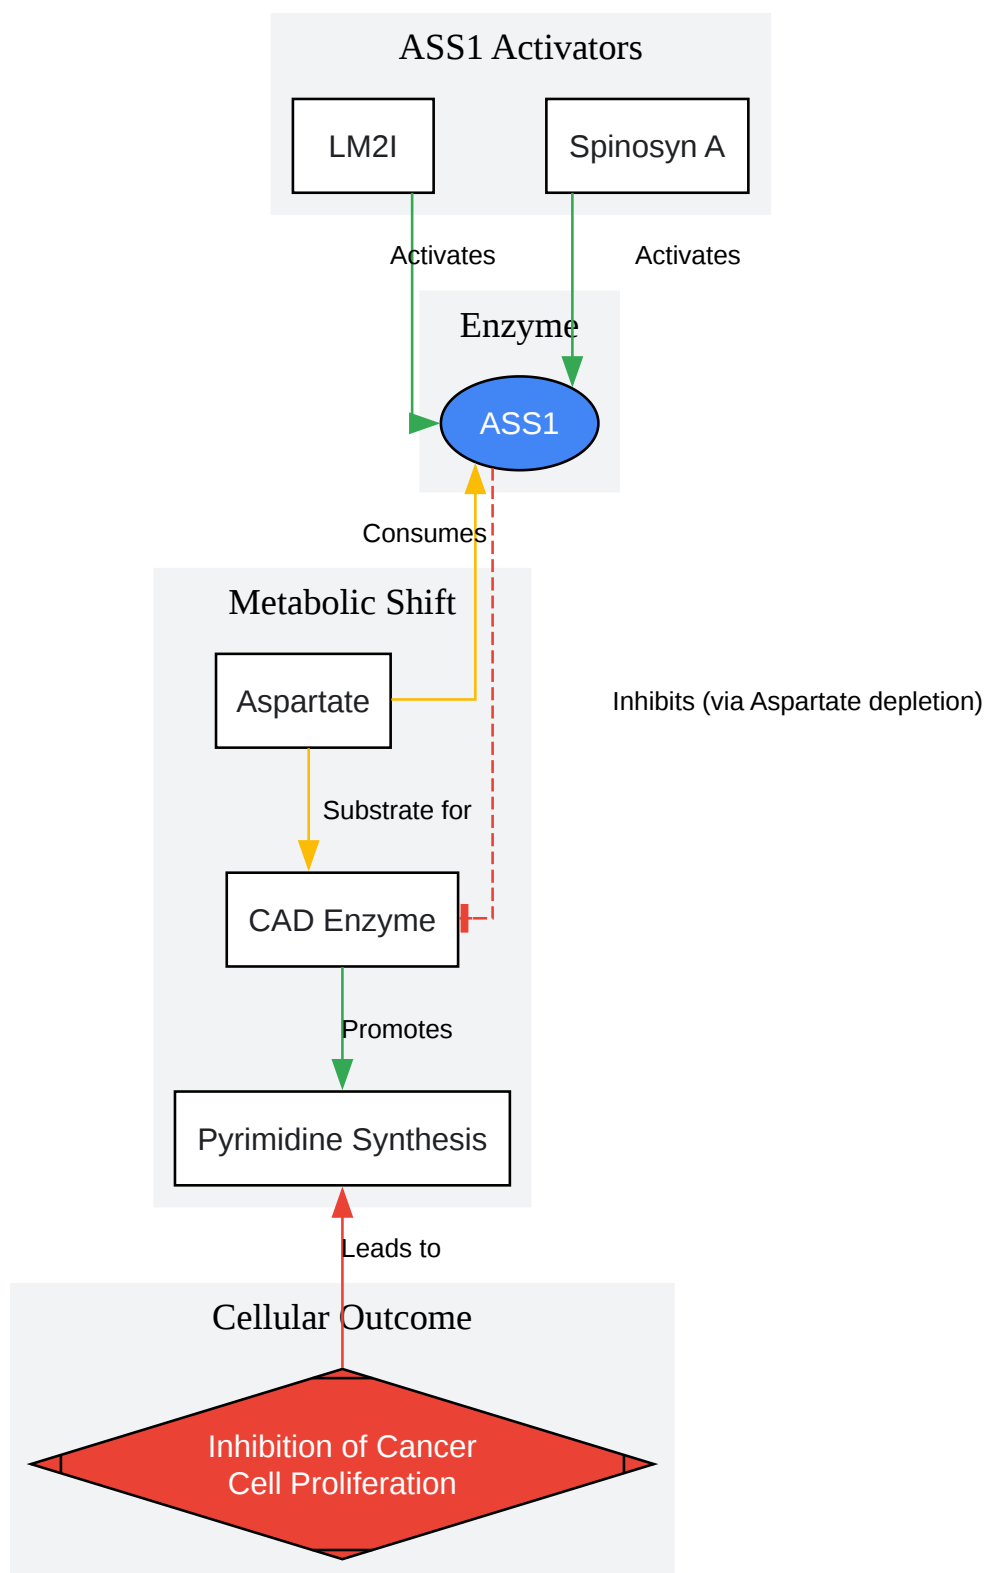 ASS1 Activators
LM2I
Spinosyn A
Activates
Activates
Enzyme
ASS1
Consumes
Metabolic Shift
Aspartate
Inhibits (via Aspartate depletion)
Substrate for
CAD Enzyme
Promotes
Pyrimidine Synthesis
Leads to
Cellular Outcome
Inhibition of Cancer
Cell Proliferation